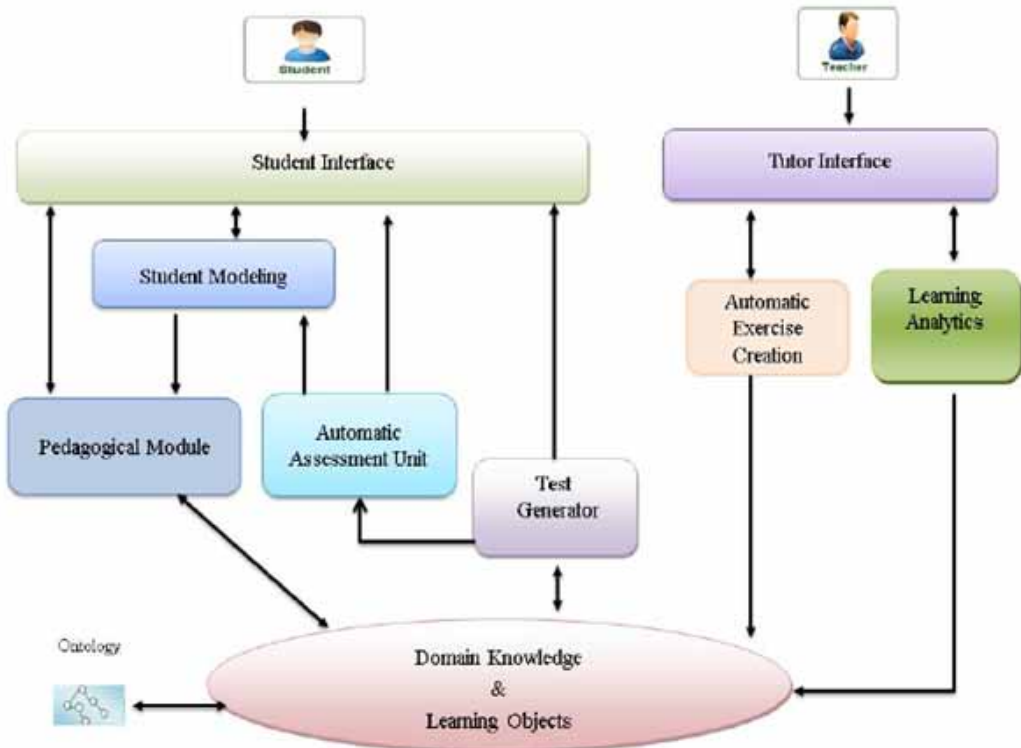 Student
Teacher
Student Interface
Tutor Interface
Student Modeling
Automatic
Exercise
Creation
Learning
Analytics
Pedagogical Module
Automatic
Assessment Unit
Test
Generator
Ontology
Domain Knowledge
&
Learning Objects